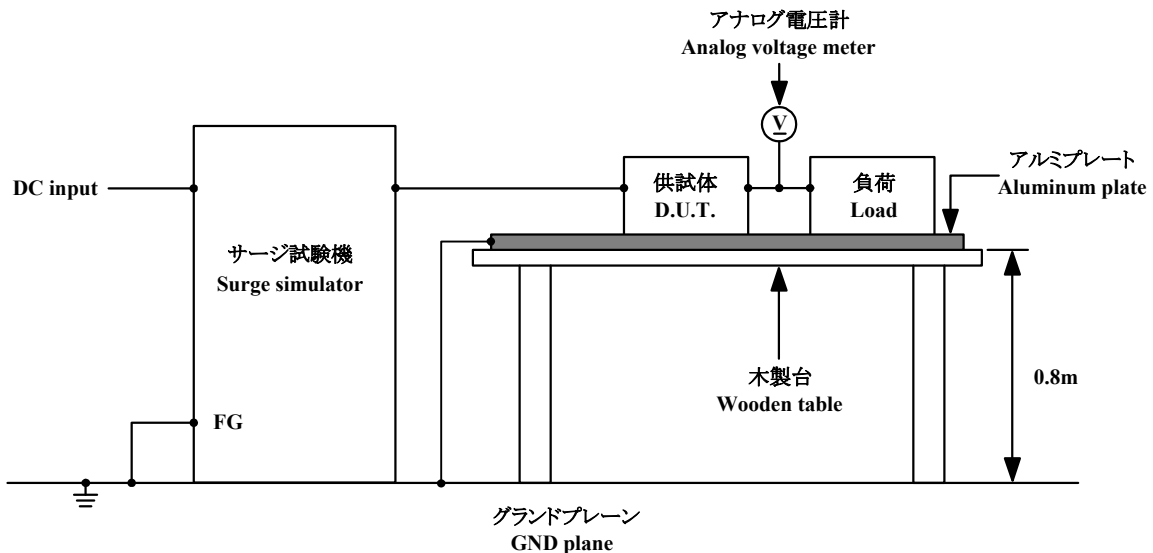 アナログ電圧計
Analog voltage meter
V
DC input
サージ試験機
Surge simulator
供試体
D.U.T.
負荷
Load
アルミプレート
Aluminum plate
木製台
Wooden table
0.8m
FG
グランドプレーン
GND plane